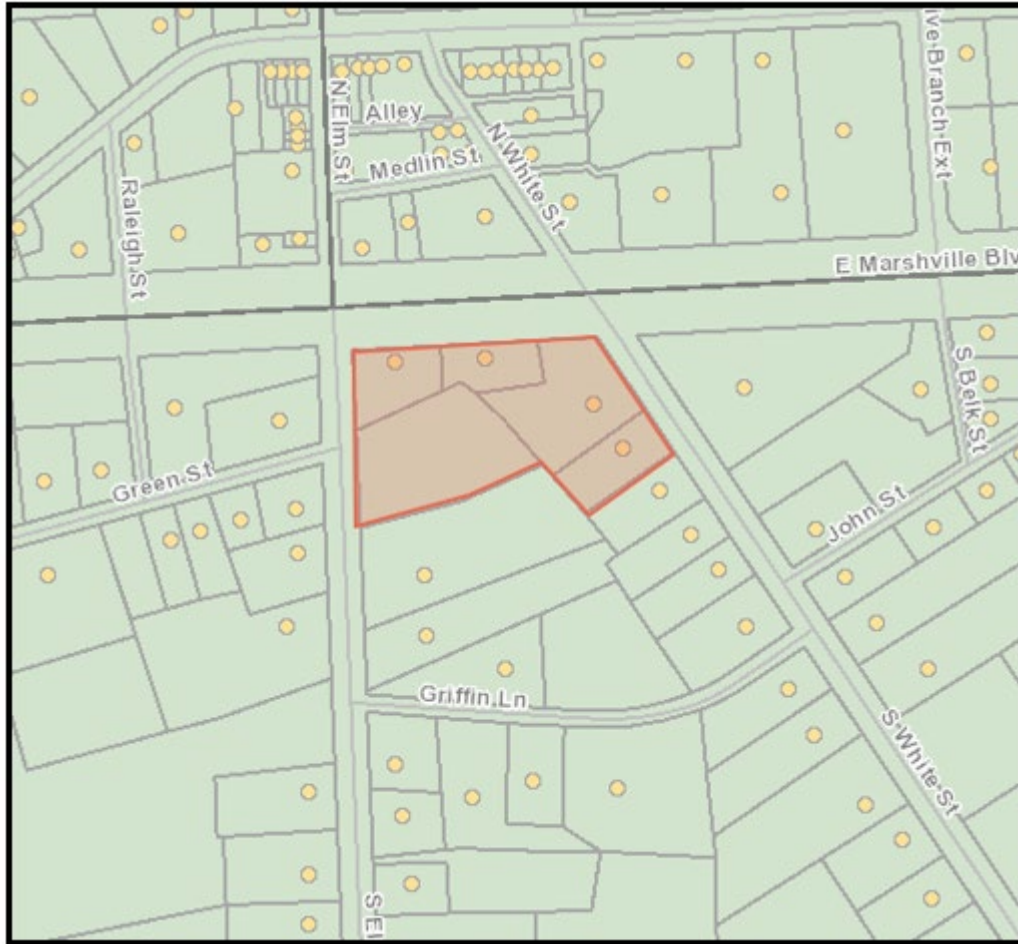 N Elm St
Alley
Medlin St
N White St
ive Branch Ext
Raleigh St
E Marshville Blv
S Belk St
Green St
John St
Griffin Ln
S White St
S El